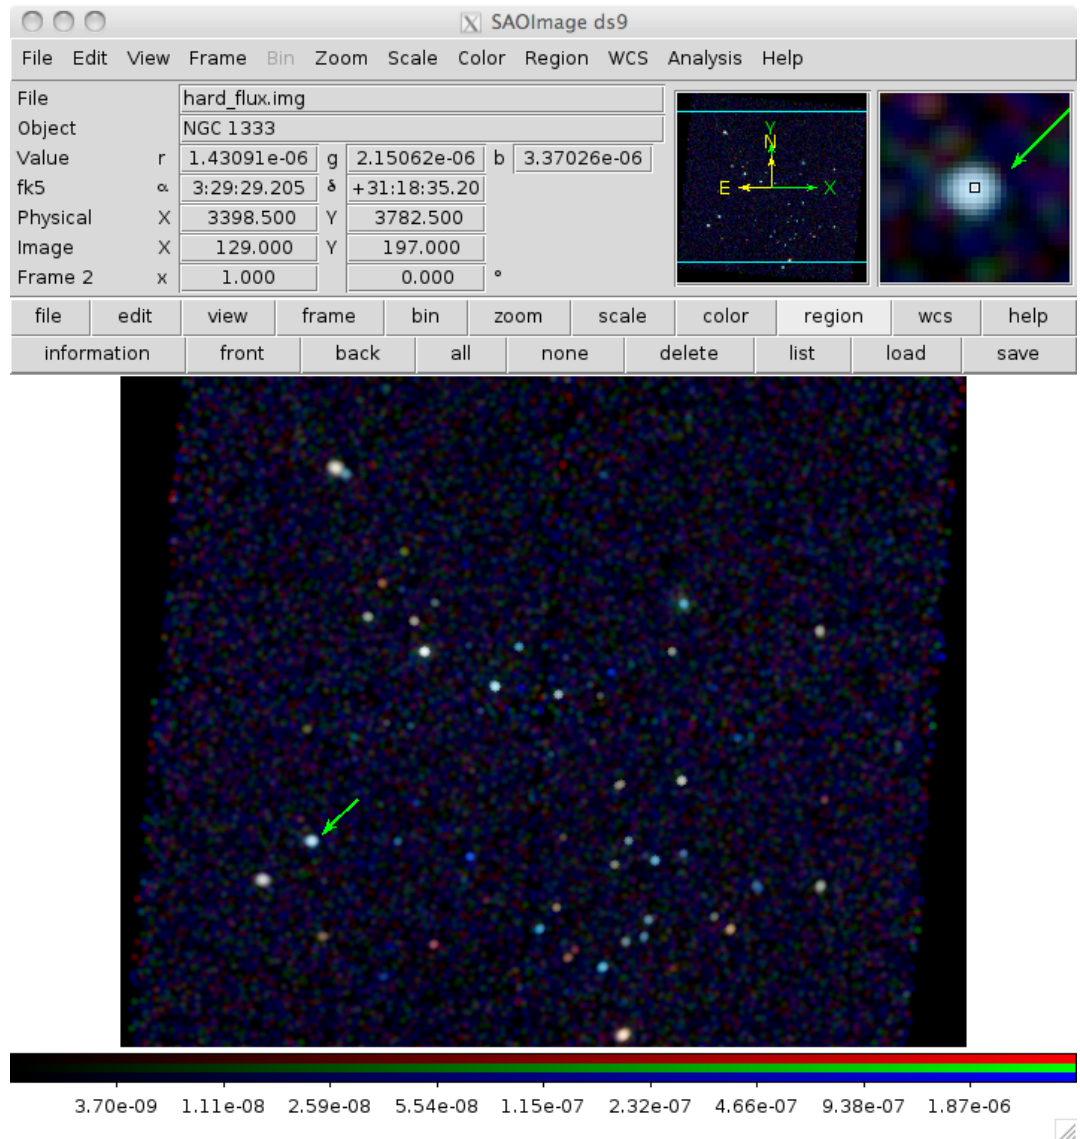 SAOImage ds9
File Edit View Frame Bin Zoom Scale Color Region WCS Analysis Help
File hard_flux.img
Object NGC 1333
Value r 1.43091e-06 g 2.15062e-06 b 3.37026e-06
fk5 α 3:29:29.205 δ +31:18:35.20
Physical X 3398.500 Y 3782.500
Image X 129.000 Y 197.000
Frame 2 x 1.000 0.000 °
Y
N
E X
file edit view frame bin zoom scale color region wcs help
information front back all none delete list load save
3.70e-09 1.11e-08 2.59e-08 5.54e-08 1.15e-07 2.32e-07 4.66e-07 9.38e-07 1.87e-06